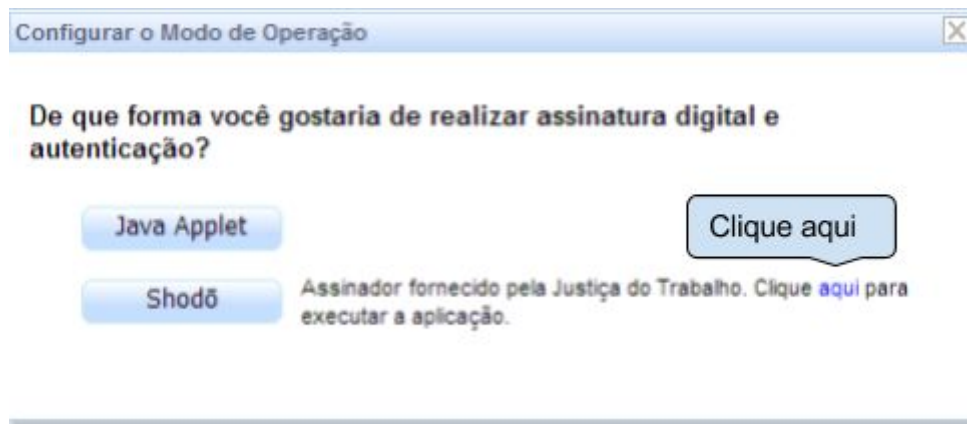 Configurar o Modo de Operação
De que forma você gostaria de realizar assinatura digital e
autenticação?
Java Applet
Clique aqui
Shodō
Assinador fornecido pela Justiça do Trabalho. Clique aqui para
executar a aplicação.